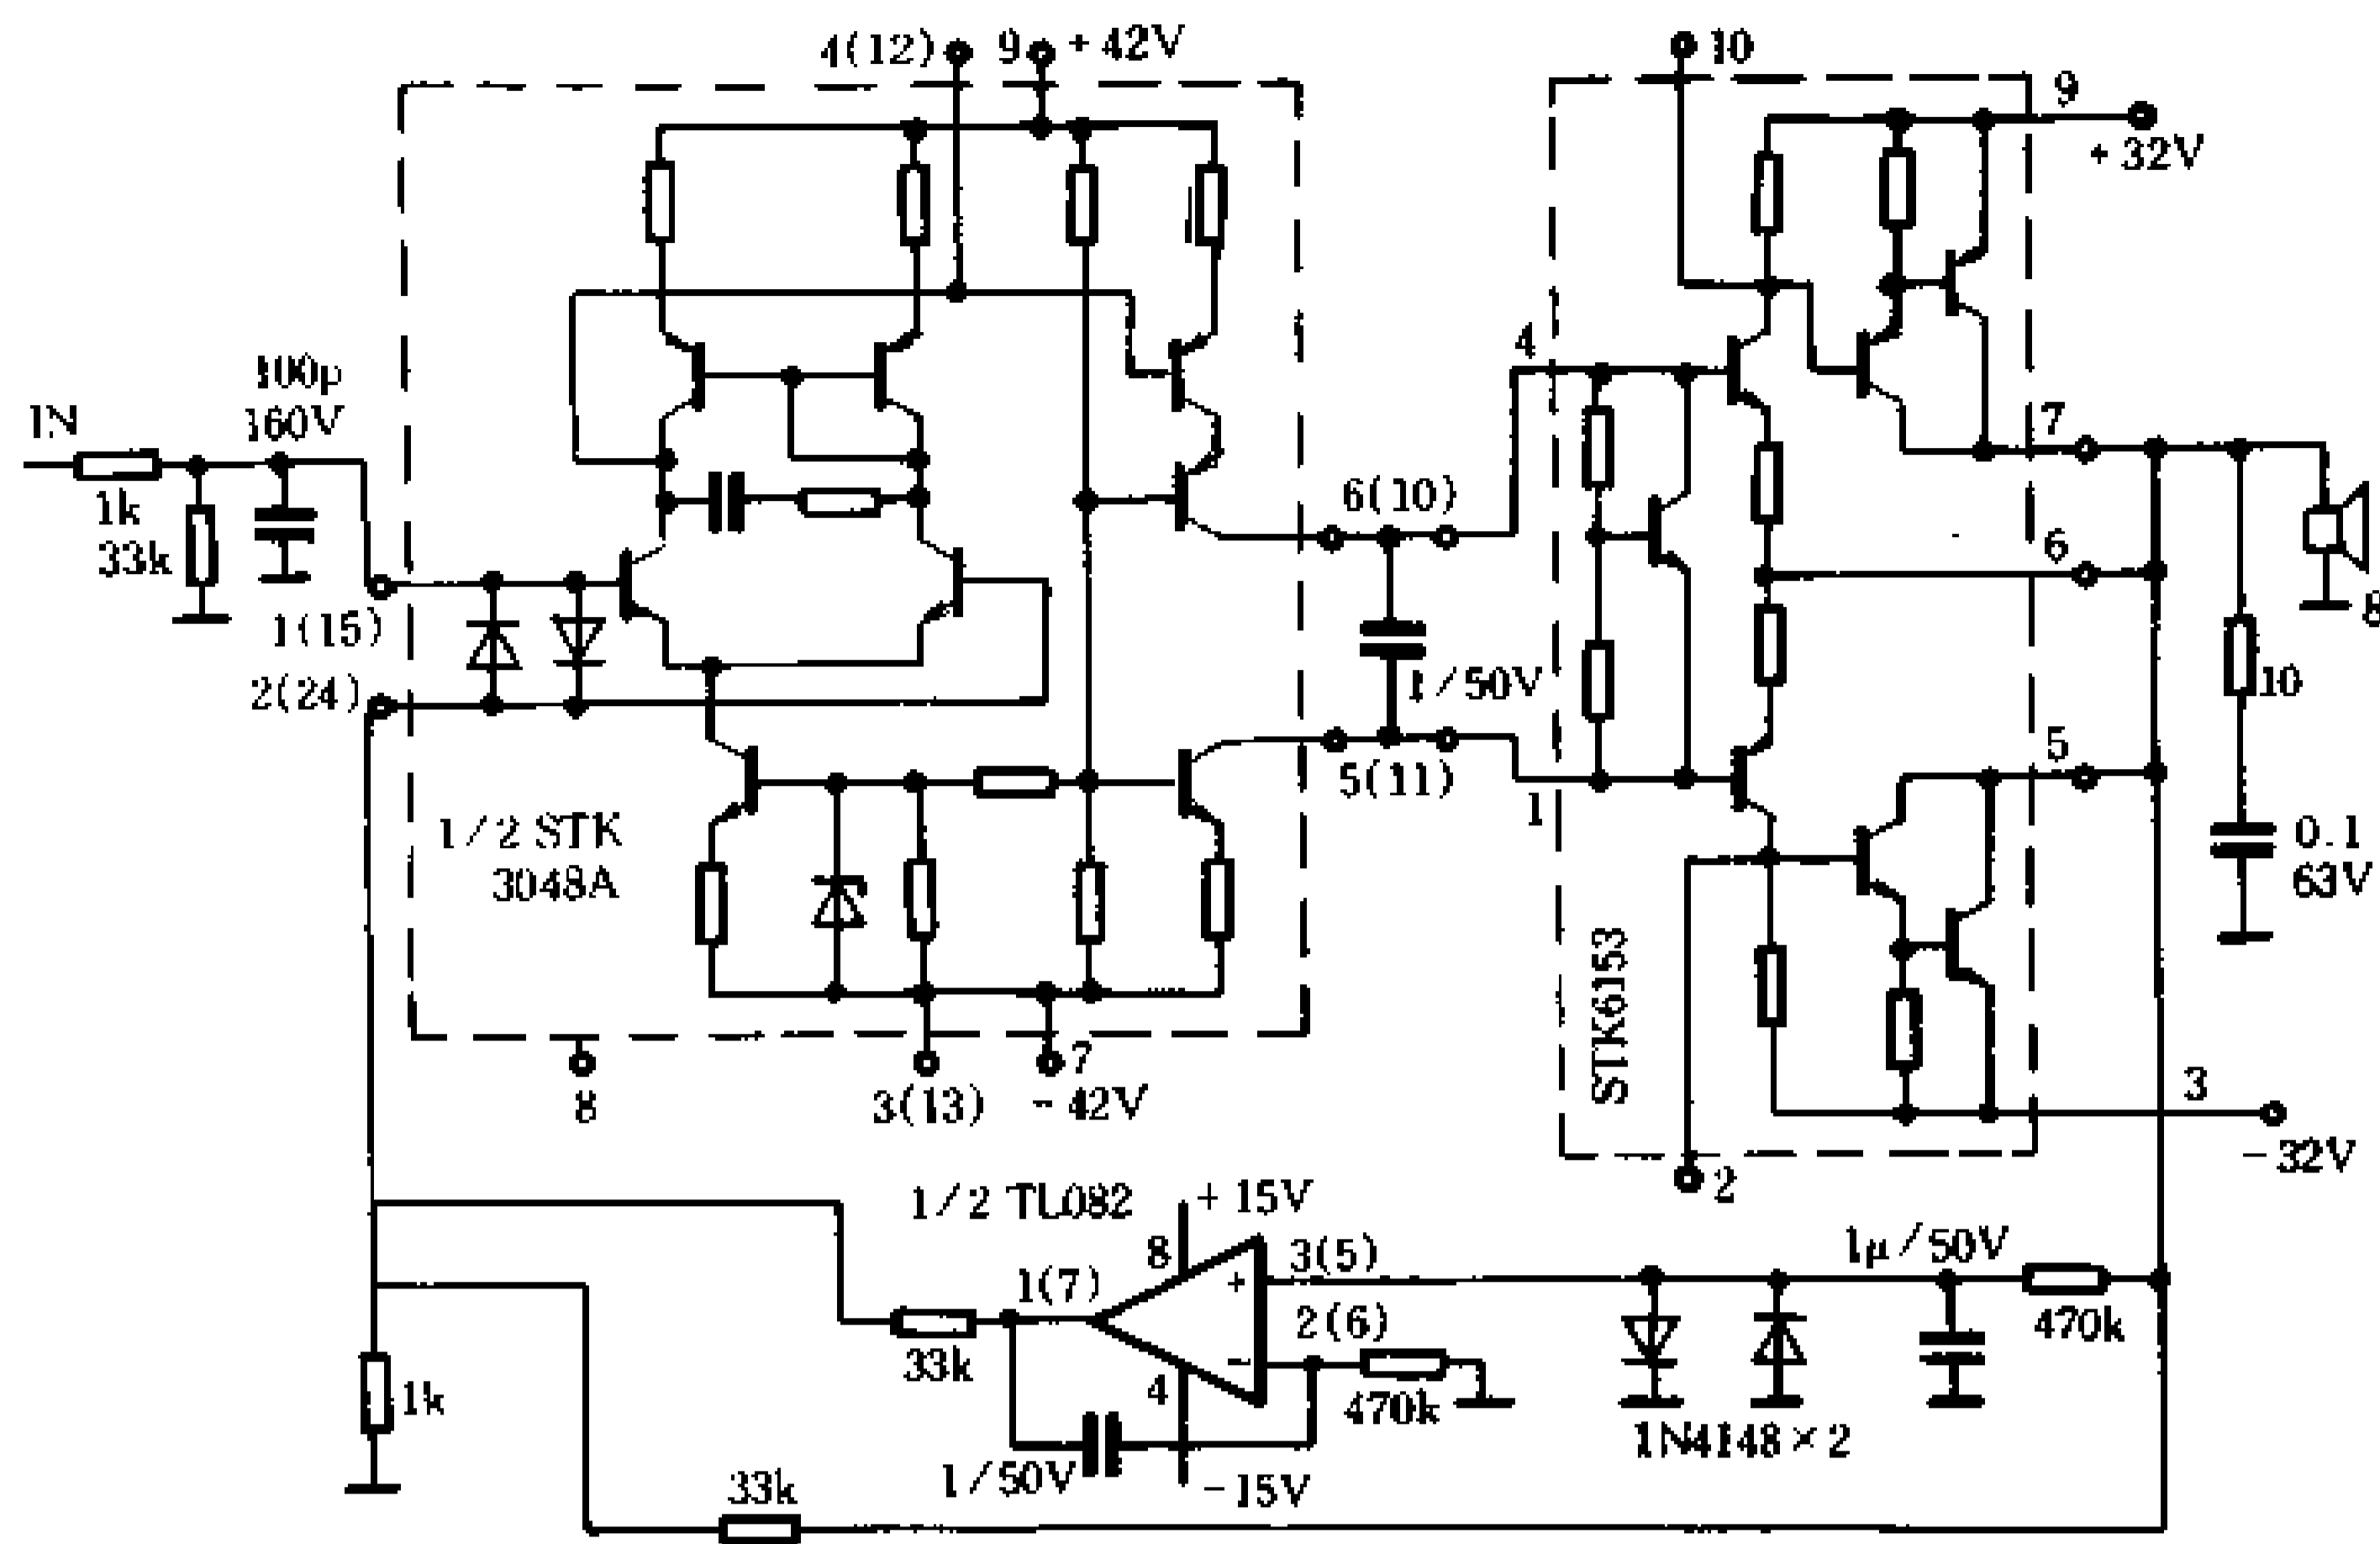 4(12)
9
+42V
10
9
+32V
4
7
100p
160V
IN
1k
33k
6(10)
6
1(15)
2(24)
1/50V
10
5
5(11)
1
1/2 STK
3048A
0.1
63V
STK6153
8
3(13)
7
-42V
3
-32V
2
1/2 TL082
+15V
8
3(5)
1μ/50V
1(7)
+
2(6)
470k
33k
-
4
470k
1k
1N4148×2
1/50V
-15V
33k
8